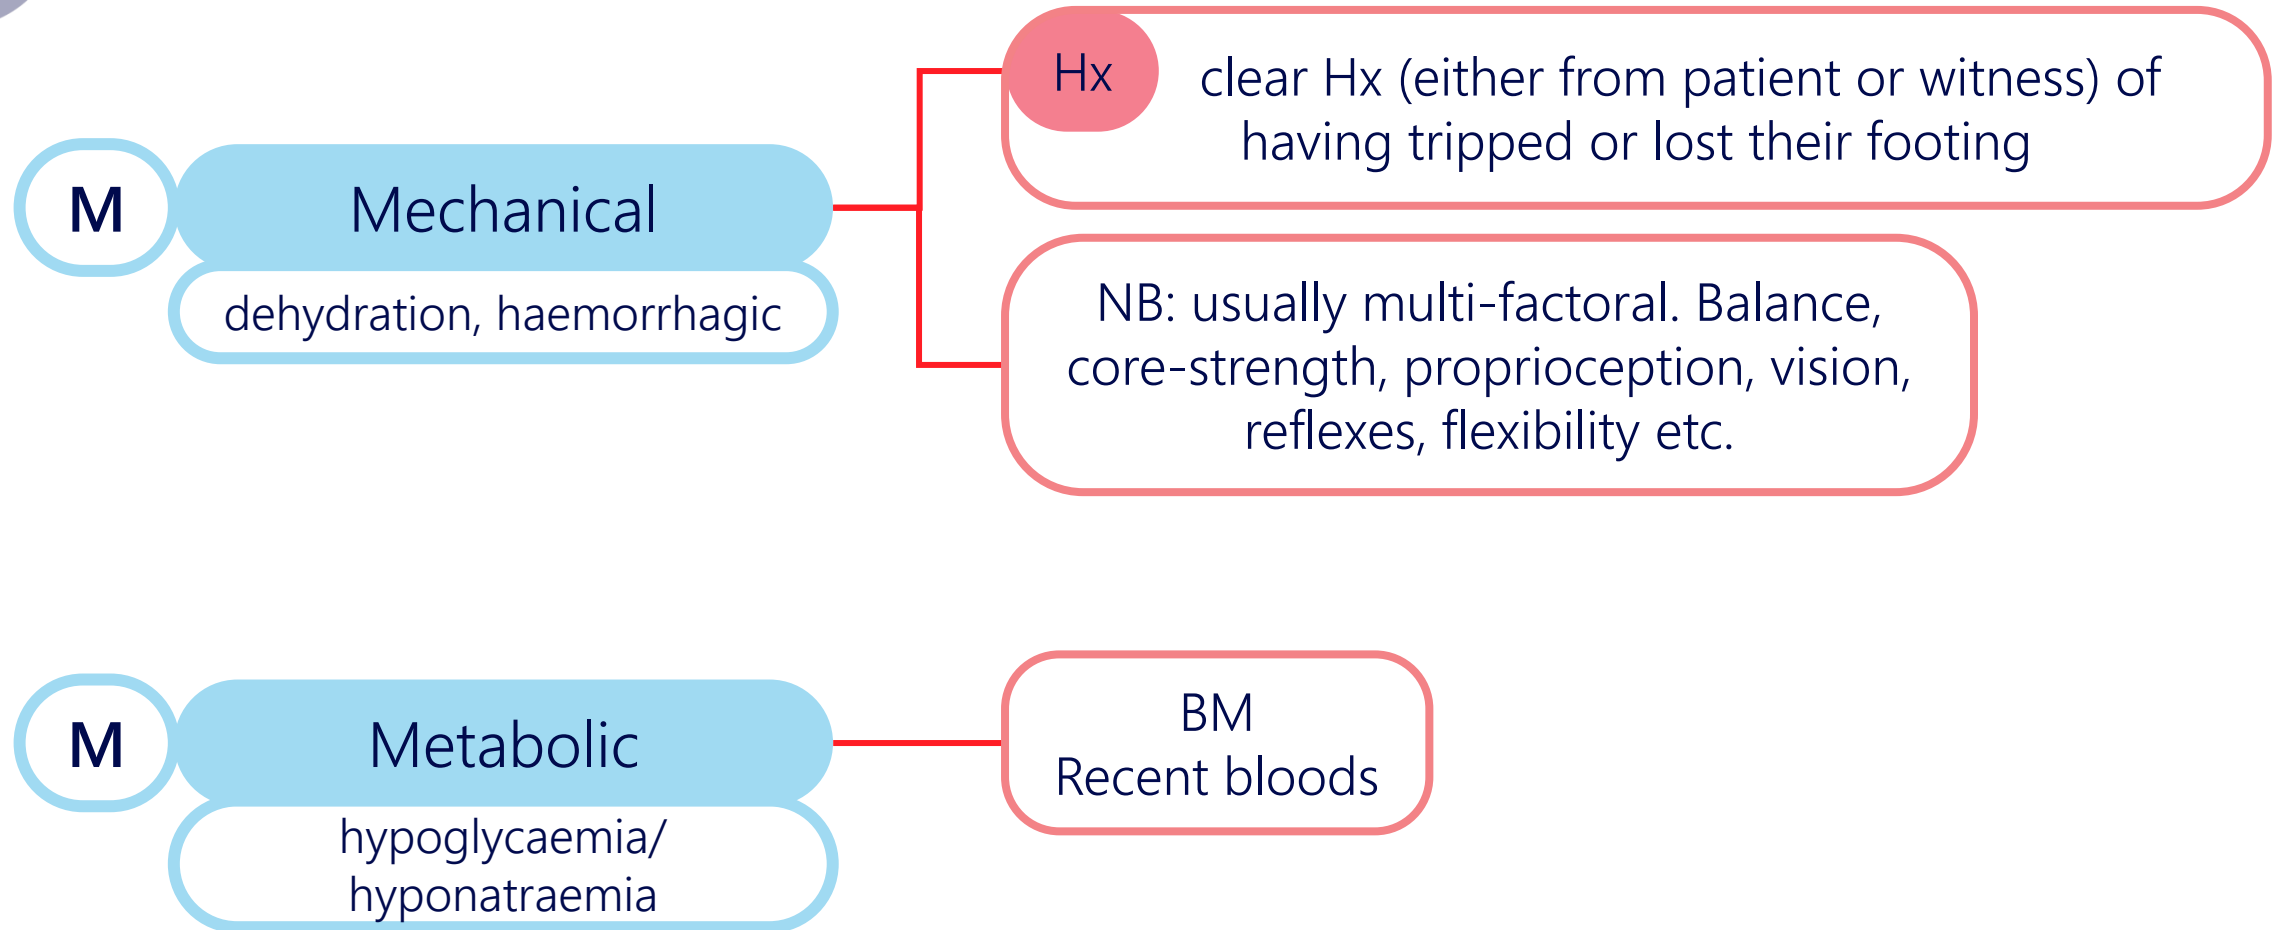 M
Mechanical
dehydration, haemorrhagic
Hx
clear Hx (either from patient or witness) of
having tripped or lost their footing
NB: usually multi-factoral. Balance,
core-strength, proprioception, vision,
reflexes, flexibility etc.
M
Metabolic
hypoglycaemia/
hyponatraemia
BM
Recent bloods